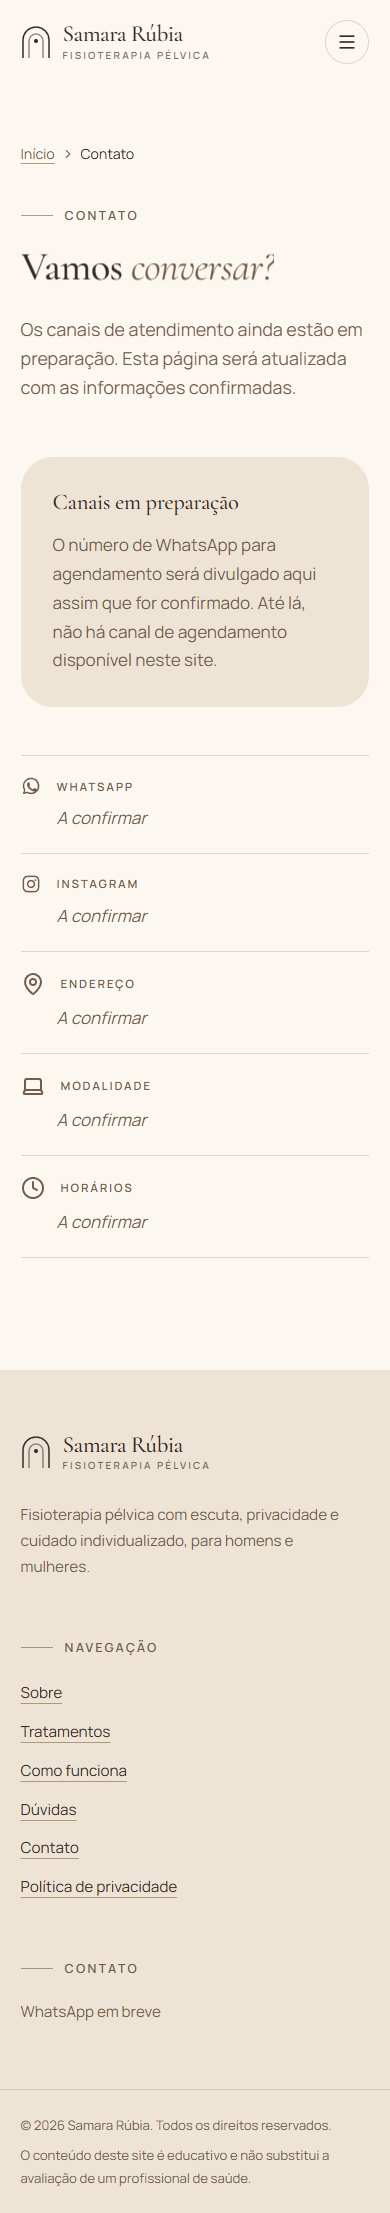 Samara Rúbia
FISIOTERAPIA PÉLVICA
Início > Contato
CONTATO
Vamos conversar?
Os canais de atendimento ainda estão em
preparação. Esta página será atualizada
com as informações confirmadas.
Canais em preparação
O número de WhatsApp para
agendamento será divulgado aqui
assim que for confirmado. Até lá,
não há canal de agendamento
disponível neste site.
WHATSAPP
A confirmar
INSTAGRAM
A confirmar
ENDEREÇO
A confirmar
MODALIDADE
A confirmar
HORÁRIOS
A confirmar
Samara Rúbia
FISIOTERAPIA PÉLVICA
Fisioterapia pélvica com escuta, privacidade e
cuidado individualizado, para homens e
mulheres.
NAVEGAÇÃO
Sobre
Tratamentos
Como funciona
Dúvidas
Contato
Política de privacidade
CONTATO
WhatsApp em breve
© 2026 Samara Rúbia. Todos os direitos reservados.
O conteúdo deste site é educativo e não substitui a
avaliação de um profissional de saúde.